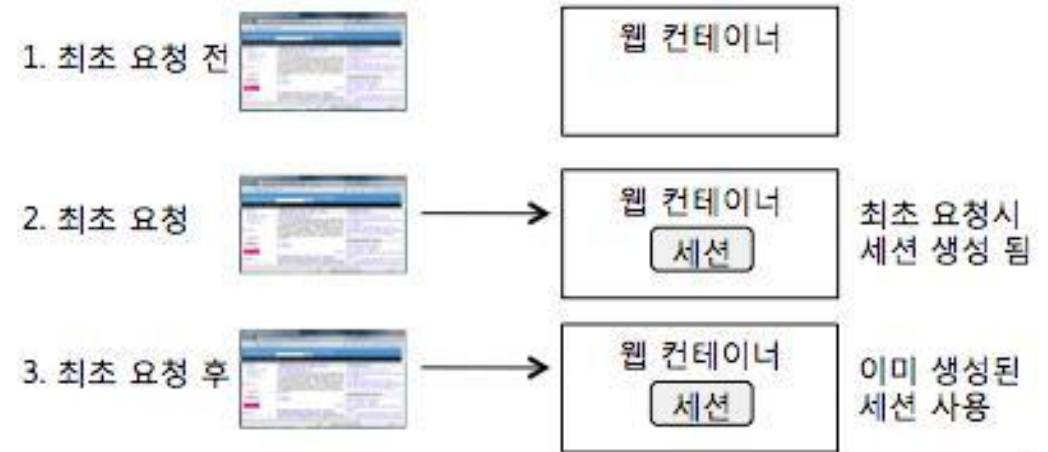 1. 최초 요청 전
웹 컨테이너
2. 최초 요청
웹 컨테이너
세션
최초 요청시
세션 생성 됨
3. 최초 요청 후
웹 컨테이너
세션
이미 생성된
세션 사용